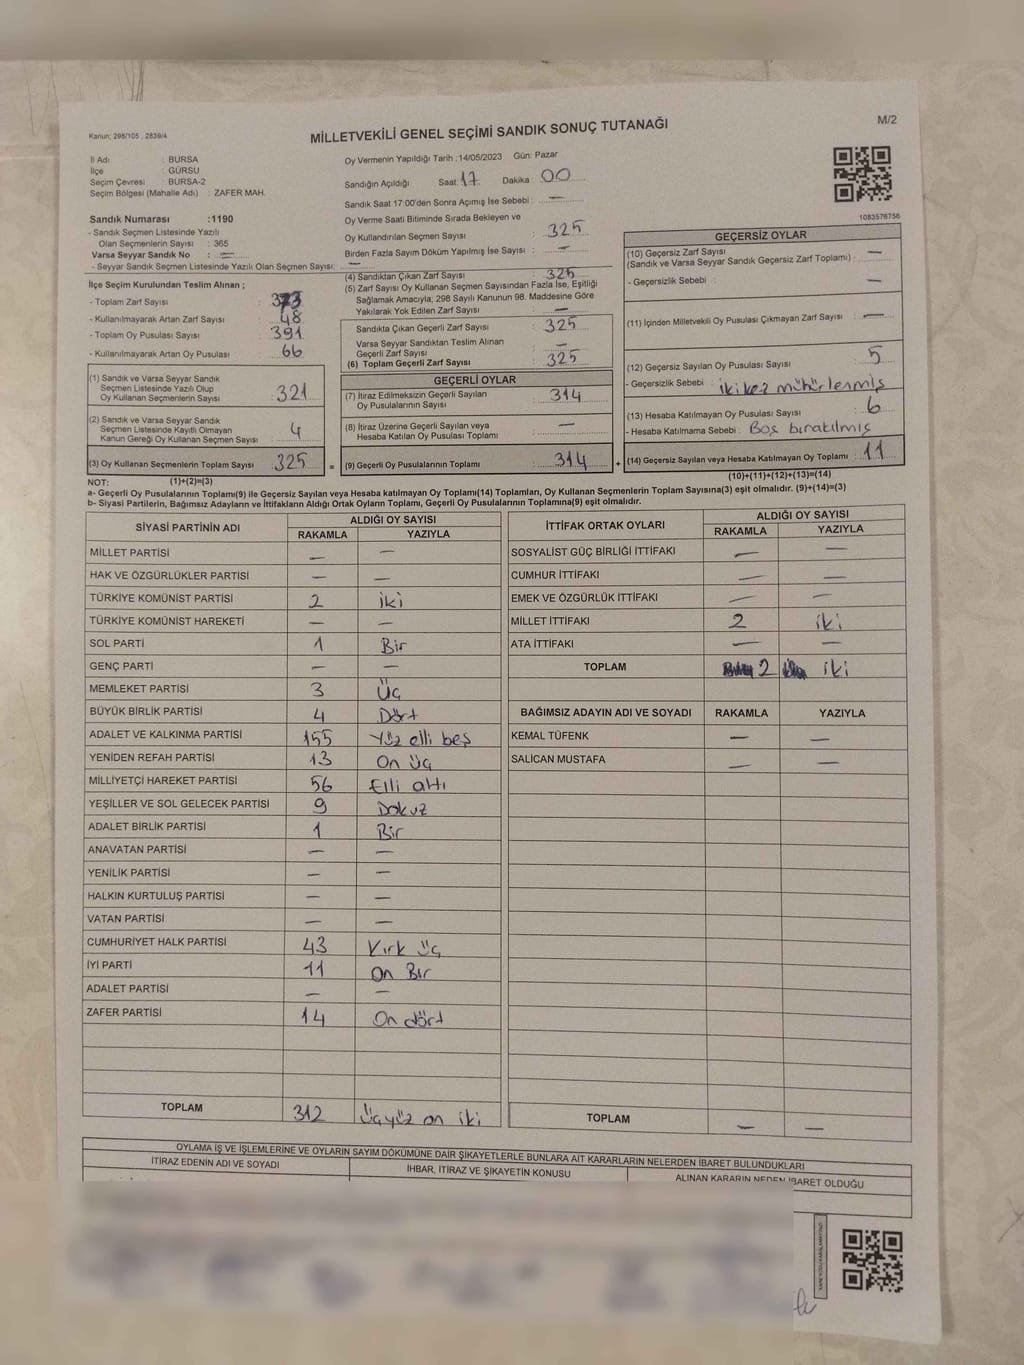 Kanun: 298/105 , 2839/4
MİLLETVEKİLİ GENEL SEÇİMİ SANDIK SONUÇ TUTANAĞI
M/2
İl Adı : BURSA
İlçe : GÜRSU
Seçim Çevresi : BURSA-2
Seçim Bölgesi (Mahalle Adı) : ZAFER MAH.
Sandık Numarası :1190
- Sandık Seçmen Listesinde Yazılı
Olan Seçmenlerin Sayısı : 365
Varsa Seyyar Sandık No : —
- Seyyar Sandık Seçmen Listesinde Yazılı Olan Seçmen Sayısı: —
İlçe Seçim Kurulundan Teslim Alınan ;
- Toplam Zarf Sayısı : 373
- Kullanılmayarak Artan Zarf Sayısı : 48
- Toplam Oy Pusulası Sayısı : 391
- Kullanılmayarak Artan Oy Pusulası : 66
(1) Sandık ve Varsa Seyyar Sandık
Seçmen Listesinde Yazılı Olup
Oy Kullanan Seçmenlerin Sayısı : 321
(2) Sandık ve Varsa Seyyar Sandık
Seçmen Listesinde Kayıtlı Olmayan
Kanun Gereği Oy Kullanan Seçmen Sayısı : 4
(3) Oy Kullanan Seçmenlerin Toplam Sayısı : 325
Oy Vermenin Yapıldığı Tarih :14/05/2023 Gün: Pazar
Sandığın Açıldığı Saat: 17 Dakika : 00
Sandık Saat 17:00'den Sonra Açımış İse Sebebi : —
Oy Verme Saati Bitiminde Sırada Bekleyen ve
Oy Kullandırılan Seçmen Sayısı : 325
Birden Fazla Sayım Döküm Yapılmış İse Sayısı : —
(4) Sandıktan Çıkan Zarf Sayısı : 325
(5) Zarf Sayısı Oy Kullanan Seçmen Sayısından Fazla İse, Eşitliği
Sağlamak Amacıyla; 298 Sayılı Kanunun 98. Maddesine Göre
Yakılarak Yok Edilen Zarf Sayısı : —
Sandıkta Çıkan Geçerli Zarf Sayısı : 325
Varsa Seyyar Sandıktan Teslim Alınan
Geçerli Zarf Sayısı : —
(6) Toplam Geçerli Zarf Sayısı : 325
GEÇERLİ OYLAR
(7) İtiraz Edilmeksizin Geçerli Sayılan
Oy Pusulalarının Sayısı : 314
(8) İtiraz Üzerine Geçerli Sayılan veya
Hesaba Katılan Oy Pusulası Toplamı : —
= (9) Geçerli Oy Pusulalarının Toplamı : 314
1083576756
GEÇERSİZ OYLAR
(10) Geçersiz Zarf Sayısı : —
(Sandık ve Varsa Seyyar Sandık Geçersiz Zarf Toplamı) :
- Geçersizlik Sebebi : —
(11) İçinden Milletvekili Oy Pusulası Çıkmayan Zarf Sayısı : —
(12) Geçersiz Sayılan Oy Pusulası Sayısı : 5
- Geçersizlik Sebebi : iki kez mühürlenmiş
(13) Hesaba Katılmayan Oy Pusulası Sayısı : 6
- Hesaba Katılmama Sebebi : Boş bırakılmış
+ (14) Geçersiz Sayılan veya Hesaba Katılmayan Oy Toplamı : 11
NOT: (1)+(2)=(3)
(10)+(11)+(12)+(13)=(14)
a- Geçerli Oy Pusulalarının Toplamı(9) ile Geçersiz Sayılan veya Hesaba katılmayan Oy Toplamı(14) Toplamları, Oy Kullanan Seçmenlerin Toplam Sayısına(3) eşit olmalıdır. (9)+(14)=(3)
b- Siyasi Partilerin, Bağımsız Adayların ve İttifakların Aldığı Ortak Oyların Toplamı, Geçerli Oy Pusulalarının Toplamına(9) eşit olmalıdır.
SİYASİ PARTİNİN ADI ALDIĞI OY SAYISI
RAKAMLA YAZIYLA
MİLLET PARTİSİ — —
HAK VE ÖZGÜRLÜKLER PARTİSİ — —
TÜRKİYE KOMÜNİST PARTİSİ 2 iki
TÜRKİYE KOMÜNİST HAREKETİ — —
SOL PARTİ 1 Bir
GENÇ PARTİ — —
MEMLEKET PARTİSİ 3 Üç
BÜYÜK BİRLİK PARTİSİ 4 Dört
ADALET VE KALKINMA PARTİSİ 155 Yüz elli beş
YENİDEN REFAH PARTİSİ 13 On üç
MİLLİYETÇİ HAREKET PARTİSİ 56 Elli altı
YEŞİLLER VE SOL GELECEK PARTİSİ 9 Dokuz
ADALET BİRLİK PARTİSİ 1 Bir
ANAVATAN PARTİSİ — —
YENİLİK PARTİSİ — —
HALKIN KURTULUŞ PARTİSİ — —
VATAN PARTİSİ — —
CUMHURİYET HALK PARTİSİ 43 Kırk üç
İYİ PARTİ 11 On Bir
ADALET PARTİSİ — —
ZAFER PARTİSİ 14 On dört
TOPLAM 312 Üçyüz on iki
İTTİFAK ORTAK OYLARI ALDIĞI OY SAYISI
RAKAMLA YAZIYLA
SOSYALİST GÜÇ BİRLİĞİ İTTİFAKI — —
CUMHUR İTTİFAKI — —
EMEK VE ÖZGÜRLÜK İTTİFAKI — —
MİLLET İTTİFAKI 2 iki
ATA İTTİFAKI — —
TOPLAM 2 iki
BAĞIMSIZ ADAYIN ADI VE SOYADI RAKAMLA YAZIYLA
KEMAL TÜFENK — —
SALİCAN MUSTAFA — —
TOPLAM — —
OYLAMA İŞ VE İŞLEMLERİNE VE OYLARIN SAYIM DÖKÜMÜNE DAİR ŞİKAYETLERLE BUNLARA AİT KARARLARIN NELERDEN İBARET BULUNDUKLARI
İTİRAZ EDENİN ADI VE SOYADI İHBAR, İTİRAZ VE ŞİKAYETİN KONUSU ALINAN KARARIN NEDEN İBARET OLDUĞU